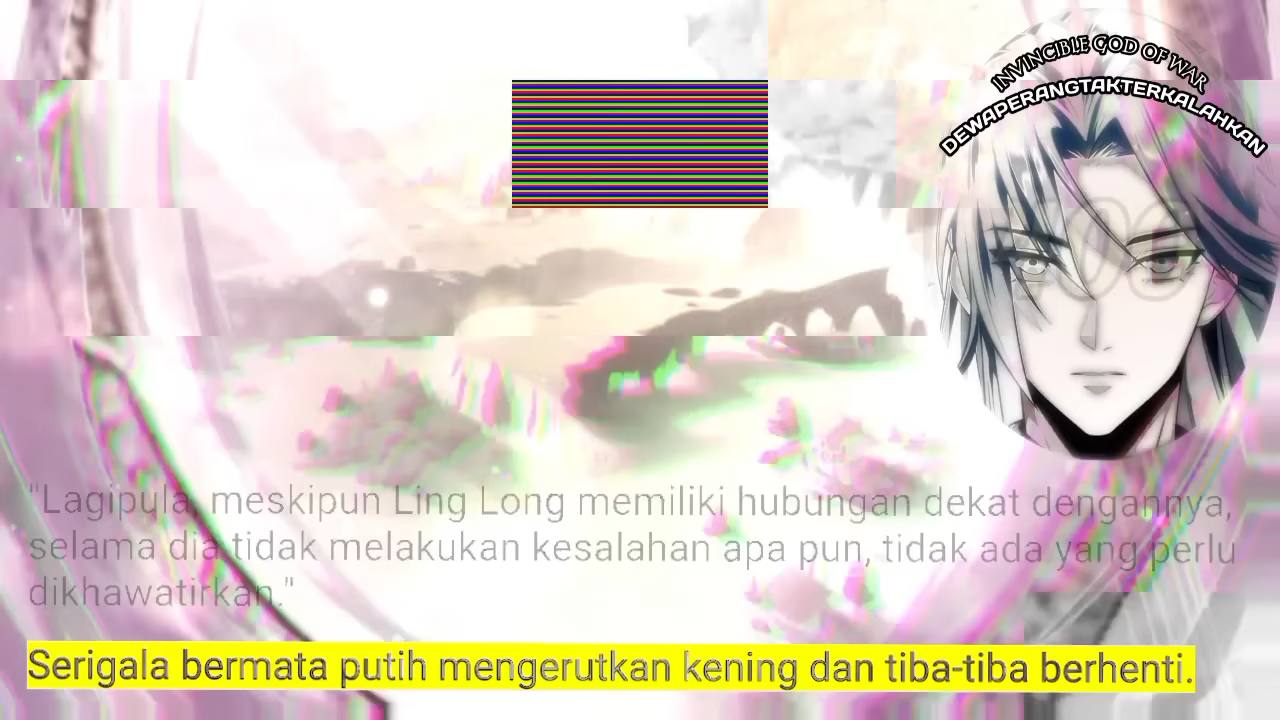 INVINCIBLE GOD OF WAR
DEWAPERANGTAKTERKALAHKAN
"Lagipula, meskipun Ling Long memiliki hubungan dekat dengannya,
selama dia tidak melakukan kesalahan apa pun, tidak ada yang perlu
dikhawatirkan."
Serigala bermata putih mengerutkan kening dan tiba-tiba berhenti.